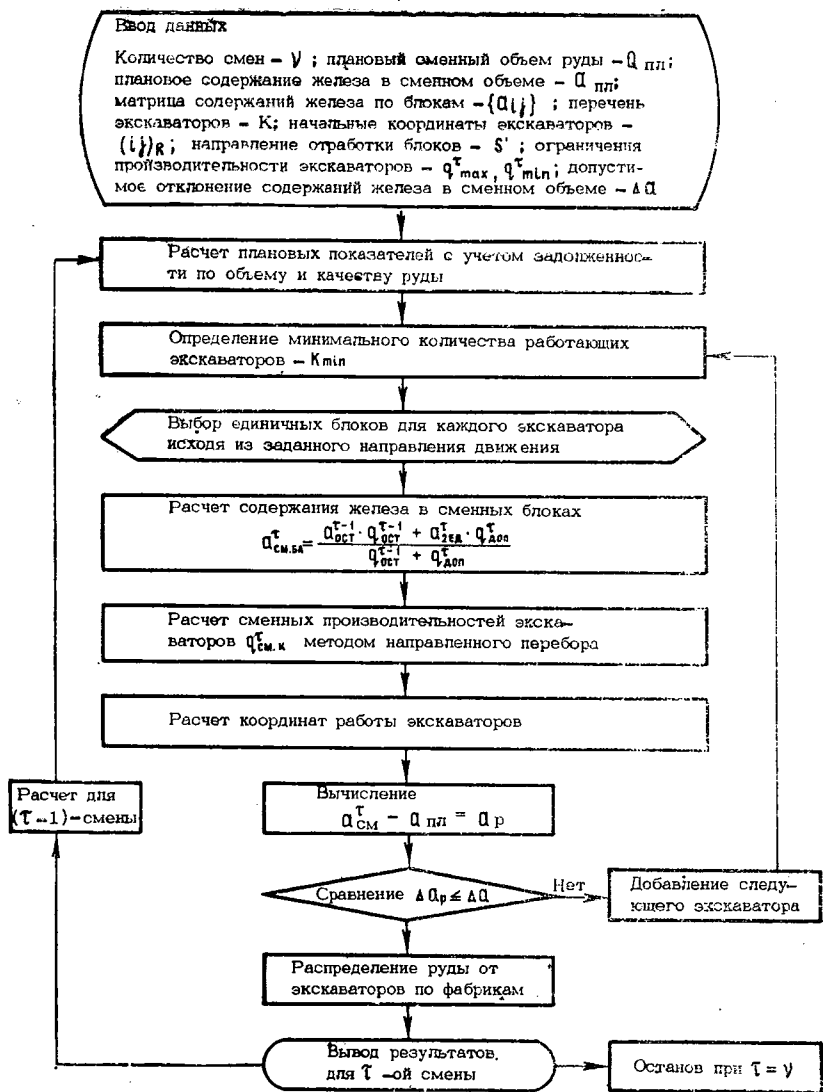 Ввод данных
Количество смен – ν ; плановый сменный объем руды – Q пл;
плановое содержание железа в сменном объеме – a пл;
матрица содержаний железа по блокам – {a ij} ; перечень
экскаваторов – K; начальные координаты экскаваторов –
(ij)R ; направление отработки блоков – S' ; ограничения
производительности экскаваторов – q^τ max, q^τ min; допусти-
мое отклонение содержаний железа в сменном объеме – Δ a
Расчет плановых показателей с учетом задолженнос-
ти по объему и качеству руды
Определение минимального количества работающих
экскаваторов – K min
Выбор единичных блоков для каждого экскаватора
исходя из заданного направления движения
Расчет содержания железа в сменных блоках
a^τ см.бл = (a^τ-1 ост · q^τ-1 ост + a^τ 2ед · q^τ доп) / (q^τ-1 ост + q^τ доп)
Расчет сменных производительностей экска-
ваторов q^τ см.к методом направленного перебора
Расчет координат работы экскаваторов
Расчет для
(τ–1)–смены
Вычисление
a^τ см – a пл = a р
Сравнение Δ a р ≤ Δ a
Нет
Добавление следу-
ющего экскаватора
Распределение руды от
экскаваторов по фабрикам
Вывод результатов,
для τ –ой смены
Останов при τ = ν